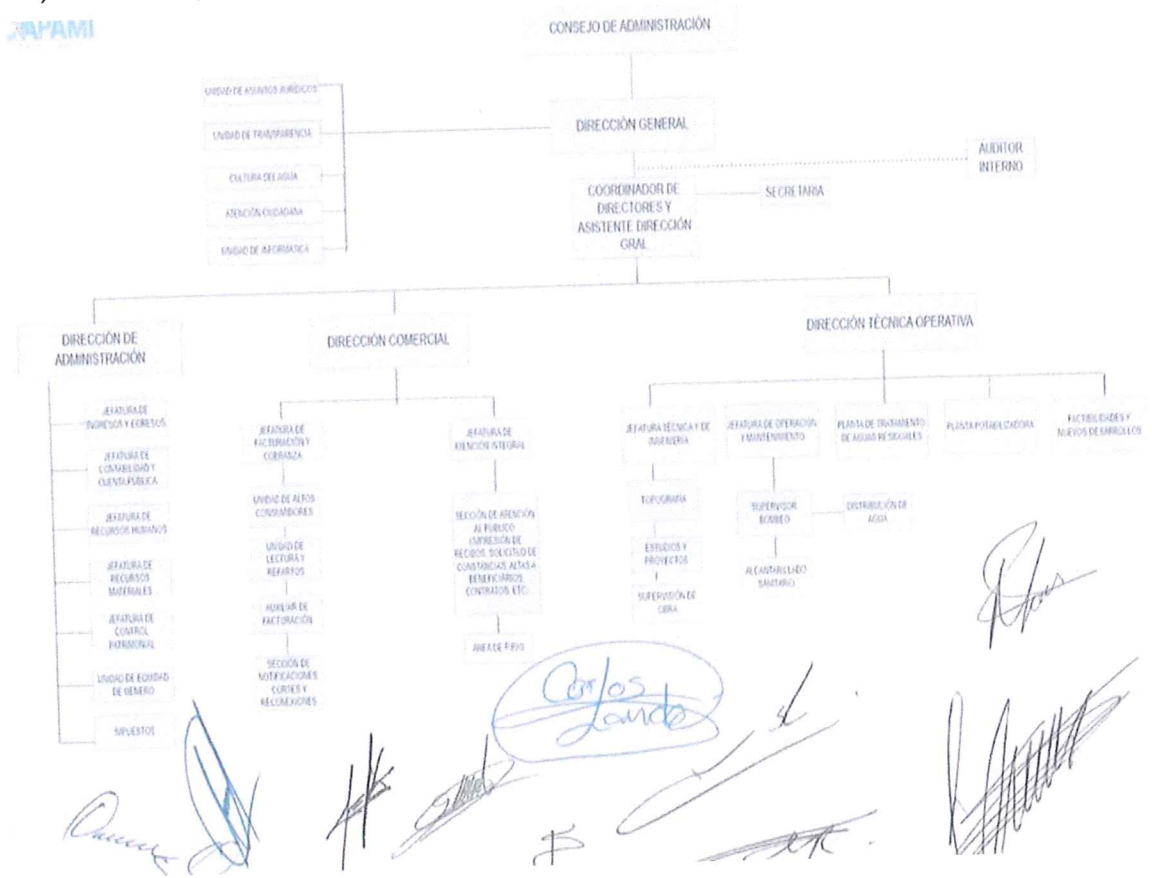 JAPAMI
CONSEJO DE ADMINISTRACIÓN
UNIDAD DE ASUNTOS JURÍDICOS
UNIDAD DE TRANSPARENCIA
CULTURA DEL AGUA
ATENCIÓN CIUDADANA
UNIDAD DE INFORMÁTICA
DIRECCIÓN GENERAL
AUDITOR
INTERNO
COORDINADOR DE
DIRECTORES Y
ASISTENTE DIRECCIÓN
GRAL
SECRETARIA
DIRECCIÓN DE
ADMINISTRACIÓN
JEFATURA DE
INGRESOS Y EGRESOS
JEFATURA DE
CONTABILIDAD Y
CUENTA PÚBLICA
JEFATURA DE
RECURSOS HUMANOS
JEFATURA DE
RECURSOS
MATERIALES
JEFATURA DE
CONTROL
PATRIMONIAL
UNIDAD DE EQUIDAD
DE GENERO
IMPUESTOS
DIRECCIÓN COMERCIAL
JEFATURA DE
FACTURACIÓN Y
COBRANZA
UNIDAD DE ALTOS
CONSUMIDORES
UNIDAD DE
LECTURA Y
REPARTOS
AUXILIAR DE
FACTURACIÓN
SECCIÓN DE
NOTIFICACIONES
CORTES Y
RECONEXIONES
JEFATURA DE
ATENCIÓN INTEGRAL
SECCIÓN DE ATENCIÓN
AL PÚBLICO
(IMPRESIÓN DE
RECIBOS, SOLICITUD DE
CONSTANCIAS, ALTAS A
BENEFICIARIOS,
CONTRATOS, ETC)
ÁREA DE
DIRECCIÓN TÉCNICA OPERATIVA
JEFATURA TÉCNICA Y DE
INGENIERÍA
TOPOGRAFÍA
ESTUDIOS Y
PROYECTOS
SUPERVISIÓN DE
OBRA
JEFATURA DE OPERACIÓN
Y MANTENIMIENTO
SUPERVISOR
BOMBEO
DISTRIBUCIÓN DE
AGUA
ALCANTARILLADO
SANITARIO
PLANTA DE TRATAMIENTO
DE AGUAS RESIDUALES
PLANTA POTABILIZADORA
FACTIBILIDADES Y
NUEVOS DESARROLLOS
Carlos